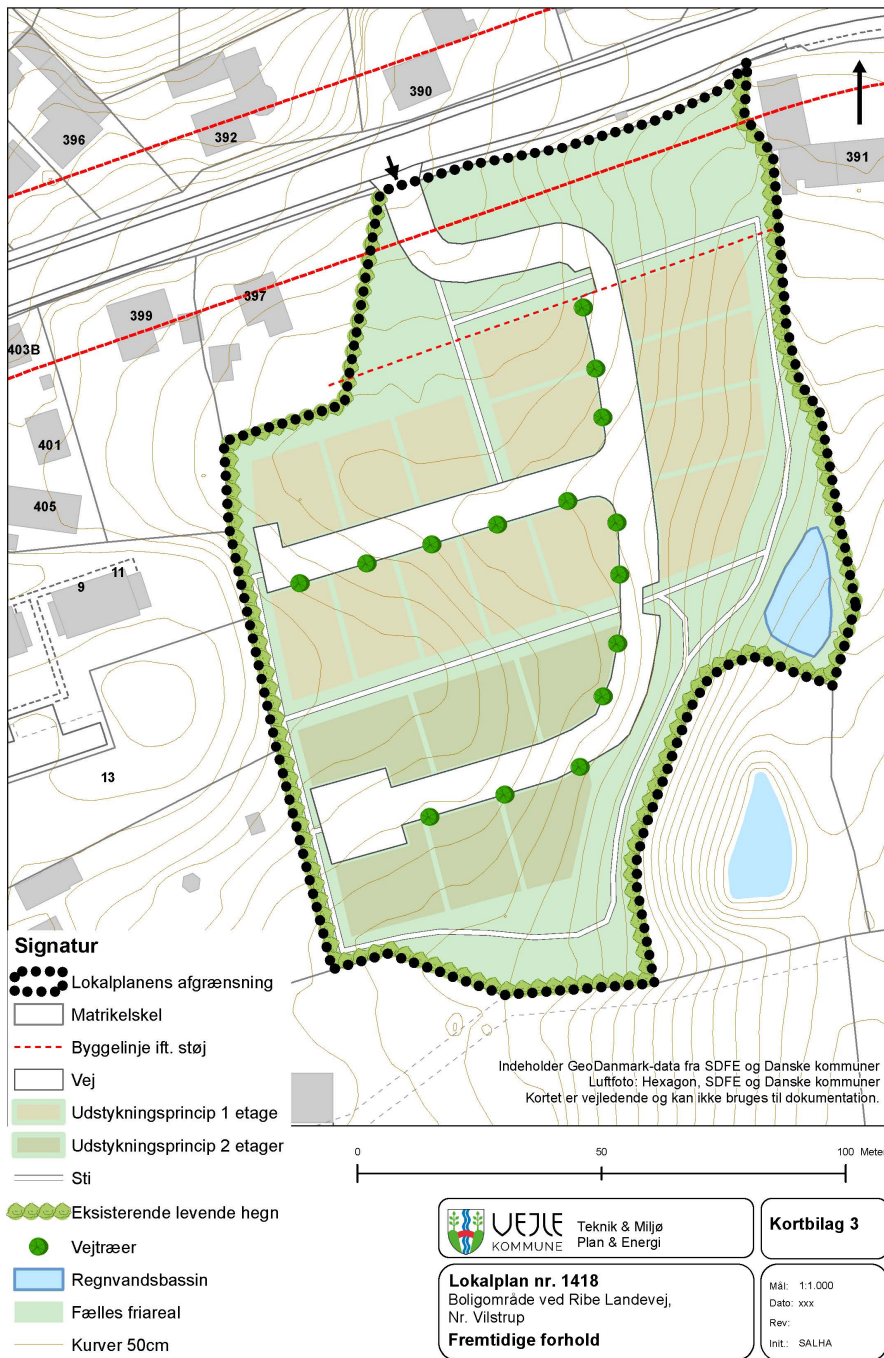 390
396
392
391
397
399
403B
401
405
11
9
13
Signatur
Lokalplanens afgrænsning
Matrikelskel
Byggelinje ift. støj
Vej
Udstykningsprincip 1 etage
Udstykningsprincip 2 etager
Sti
Eksisterende levende hegn
Vejtræer
Regnvandsbassin
Fælles friareal
Kurver 50cm
Indeholder GeoDanmark-data fra SDFE og Danske kommuner
Luftfoto: Hexagon, SDFE og Danske kommuner
Kortet er vejledende og kan ikke bruges til dokumentation.
0 50 100 Meter
VEJLE
KOMMUNE
Teknik & Miljø
Plan & Energi
Kortbilag 3
Lokalplan nr. 1418
Boligområde ved Ribe Landevej,
Nr. Vilstrup
Fremtidige forhold
Mål: 1:1.000
Dato: xxx
Rev:
Init.: SALHA